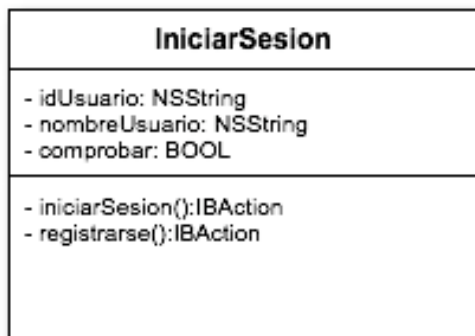 IniciarSesion
- idUsuario: NSString
- nombreUsuario: NSString
- comprobar: BOOL
- iniciarSesion():IBAction
- registrarse():IBAction